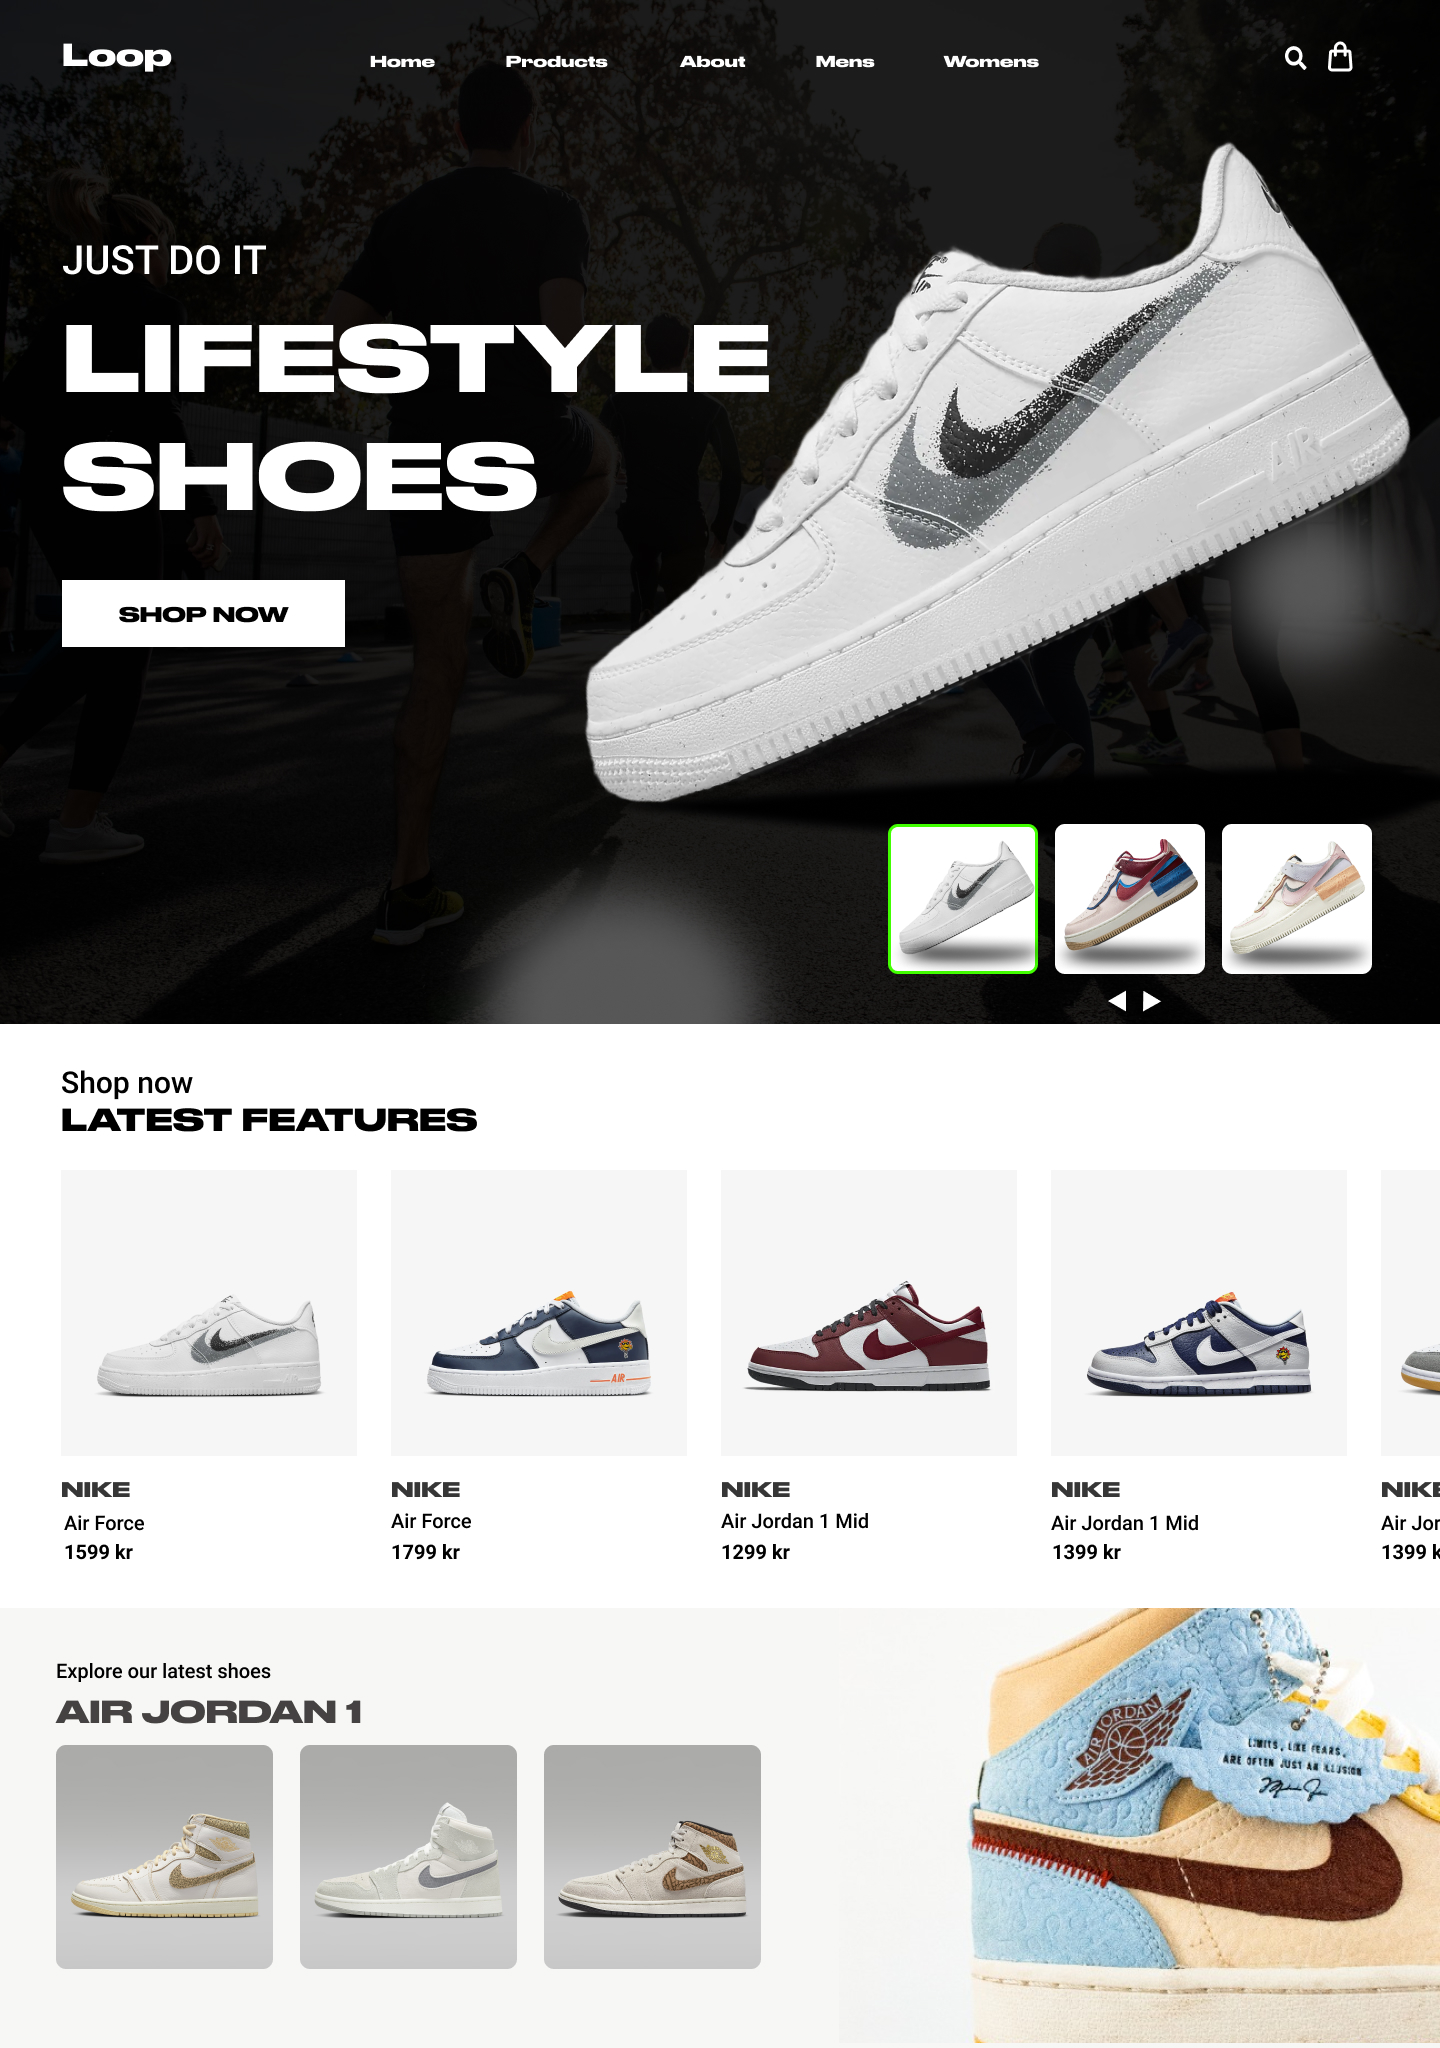 Loop
Home Products About Mens Womens
JUST DO IT
LIFESTYLE
SHOES
AIR
SHOP NOW
Shop now
LATEST FEATURES
AIR
NIKE NIKE NIKE NIKE NIKE
Air Force Air Force Air Jordan 1 Mid Air Jordan 1 Mid Air Jor
1599 kr 1799 kr 1299 kr 1399 kr 1399 k
Explore our latest shoes
AIR JORDAN 1
AIR JORDAN
LIMITS, LIKE FEARS,
ARE OFTEN JUST AN ILLUSION